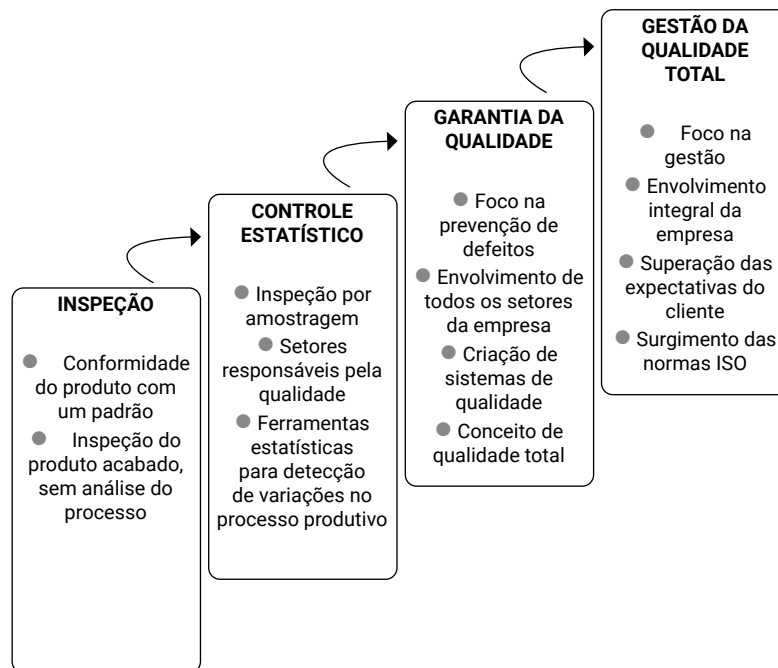 INSPEÇÃO
● Conformidade
do produto com
um padrão
● Inspeção do
produto acabado,
sem análise do
processo
CONTROLE
ESTATÍSTICO
● Inspeção por
amostragem
● Setores
responsáveis pela
qualidade
● Ferramentas
estatísticas
para detecção
de variações no
processo produtivo
GARANTIA DA
QUALIDADE
● Foco na
prevenção de
defeitos
● Envolvimento de
todos os setores
da empresa
● Criação de
sistemas de
qualidade
● Conceito de
qualidade total
GESTÃO DA
QUALIDADE
TOTAL
● Foco na
gestão
● Envolvimento
integral da
empresa
● Superação das
expectativas do
cliente
● Surgimento das
normas ISO